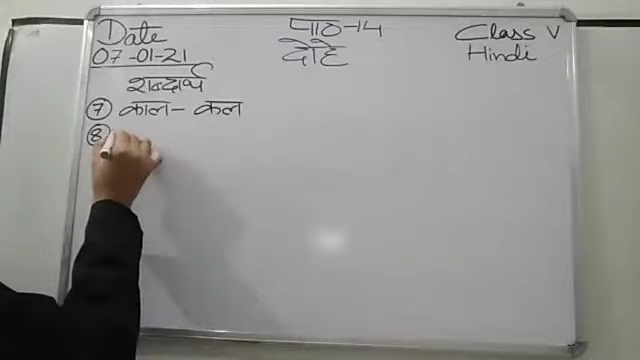 Date
07-01-21
पाठ-14
दोहे
Class V
Hindi
शब्दार्थ
⑦ काल - कल
⑧